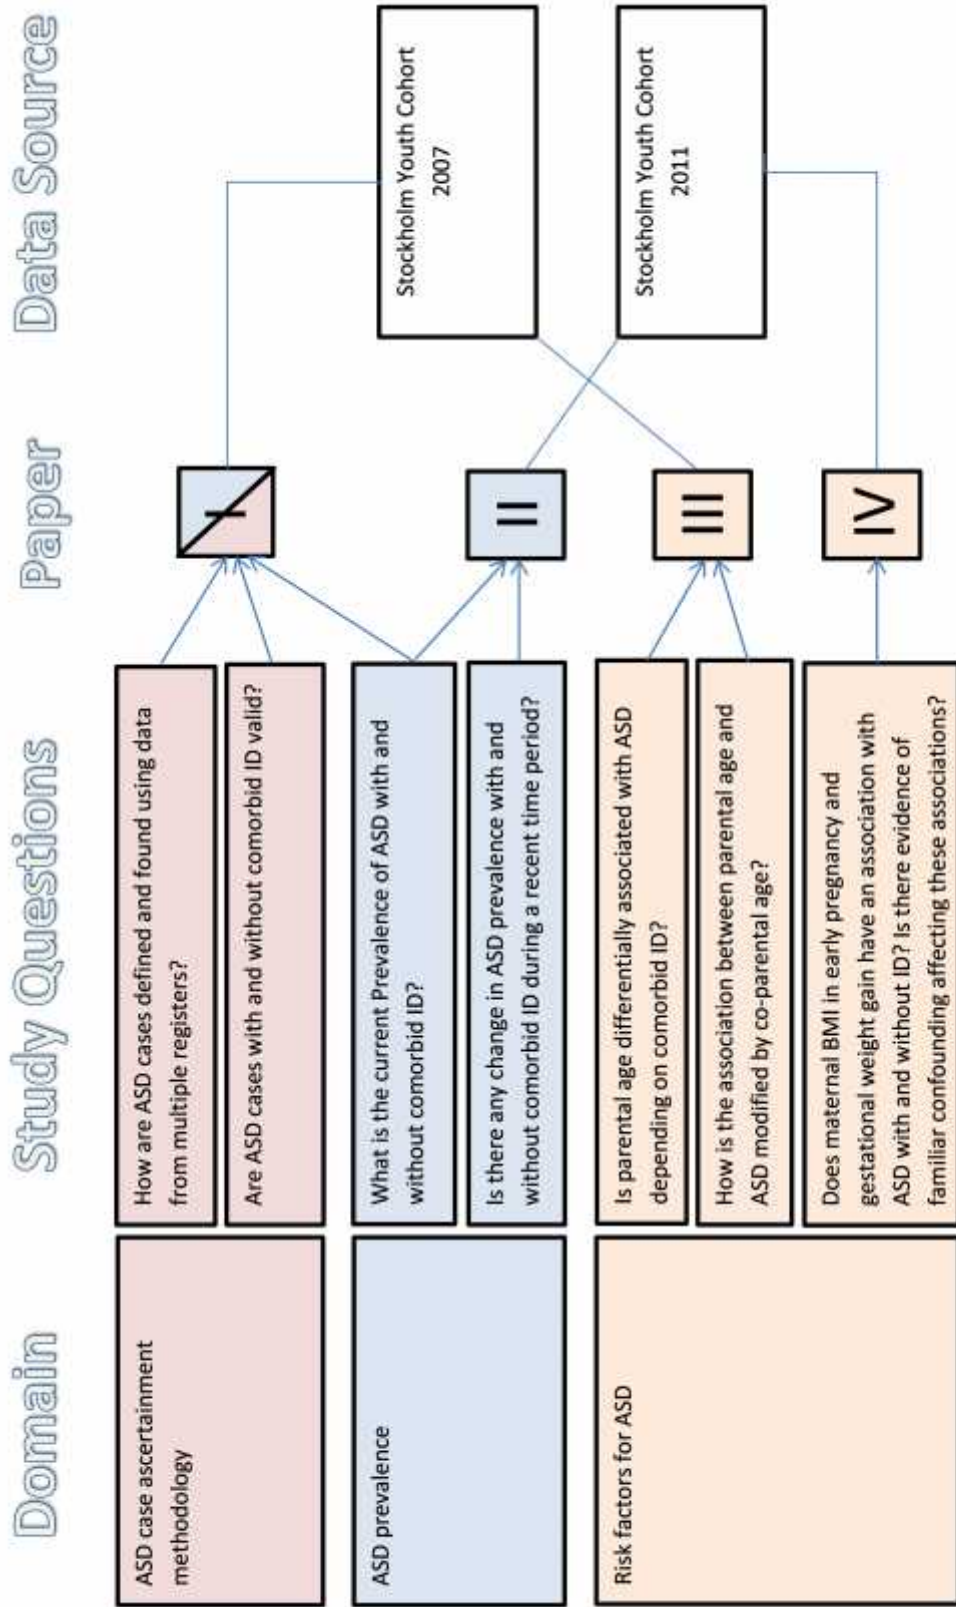 Domain
Study Questions
Paper
Data Source
ASD case ascertainment
methodology
How are ASD cases defined and found using data
from multiple registers?
Are ASD cases with and without comorbid ID valid?
I
ASD prevalence
What is the current Prevalence of ASD with and
without comorbid ID?
Is there any change in ASD prevalence with and
without comorbid ID during a recent time period?
II
Risk factors for ASD
Is parental age differentially associated with ASD
depending on comorbid ID?
How is the association between parental age and
ASD modified by co-parental age?
III
Does maternal BMI in early pregnancy and
gestational weight gain have an association with
ASD with and without ID? Is there evidence of
familiar confounding affecting these associations?
IV
Stockholm Youth Cohort
2007
Stockholm Youth Cohort
2011